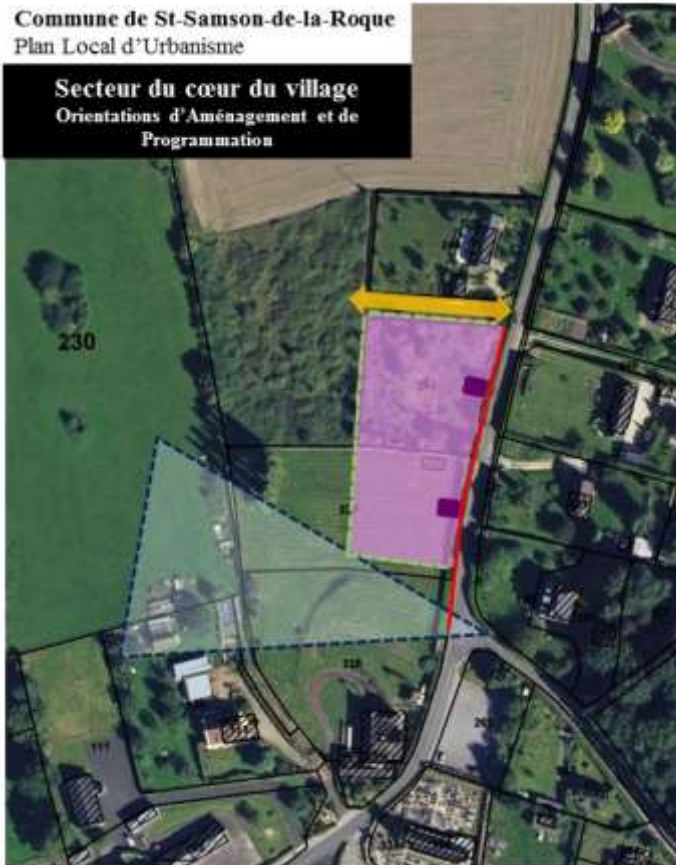 Commune de St-Samson-de-la-Roque
Plan Local d'Urbanisme
Secteur du cœur du village
Orientations d'Aménagement et de
Programmation
230